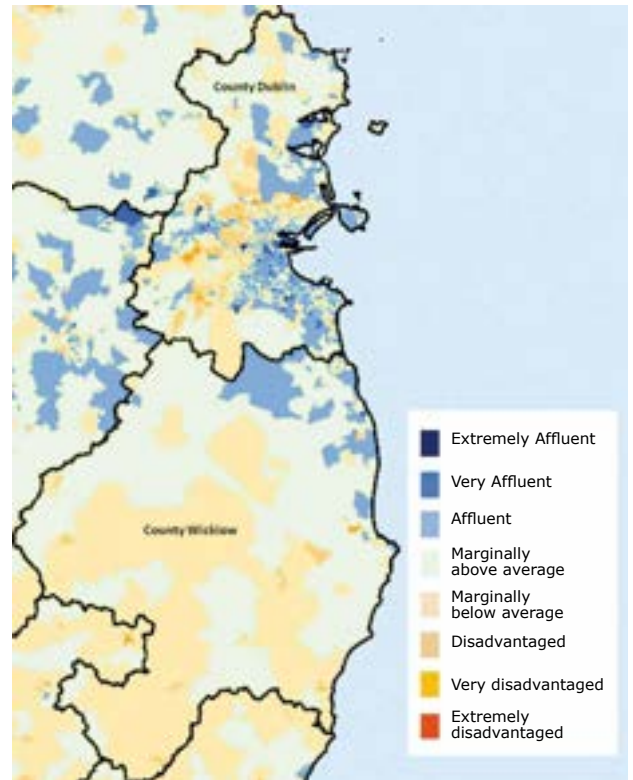 County Dublin
County Wicklow
Extremely Affluent
Very Affluent
Affluent
Marginally
above average
Marginally
below average
Disadvantaged
Very disadvantaged
Extremely
disadvantaged